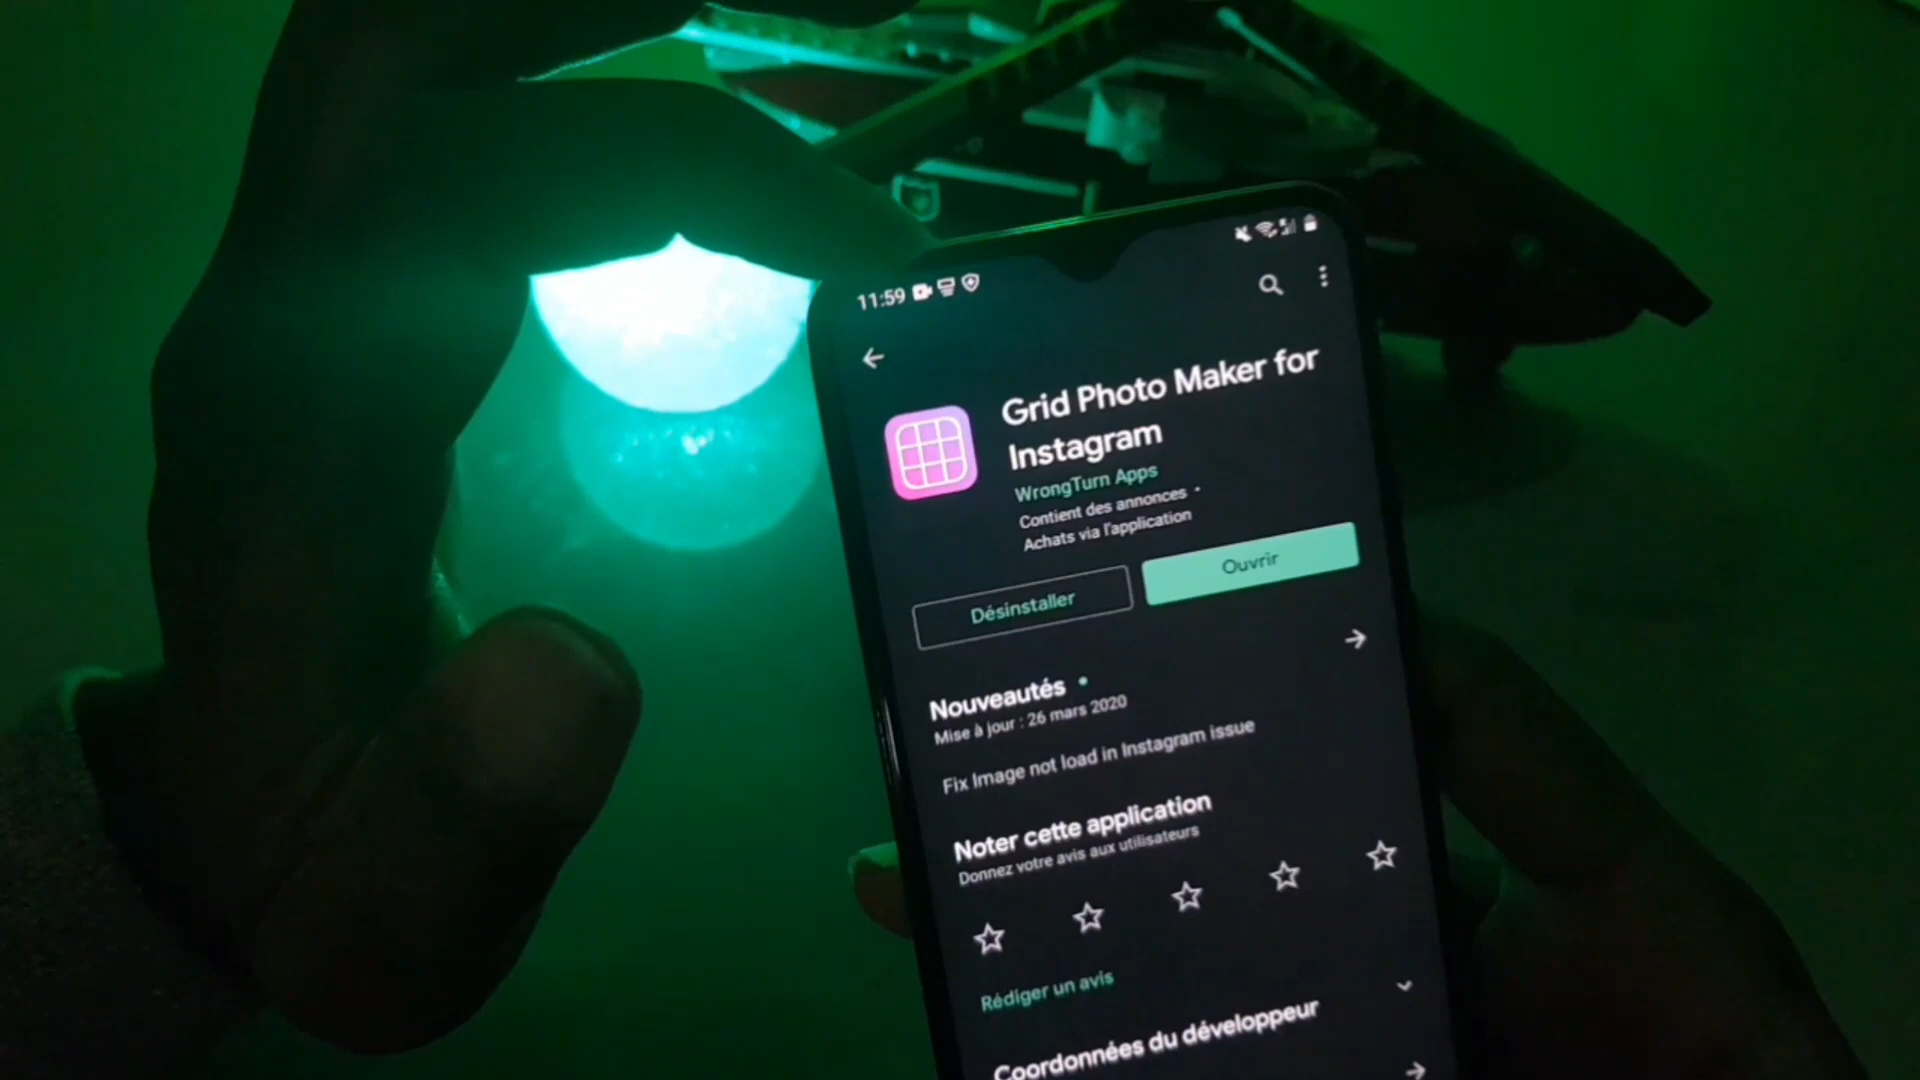 11:59
Grid Photo Maker for
Instagram
WrongTurn Apps
Contient des annonces •
Achats via l'application
Désinstaller
Ouvrir
Nouveautés •
Mise à jour : 26 mars 2020
Fix Image not load in Instagram issue
Noter cette application
Donnez votre avis aux utilisateurs
Rédiger un avis
Coordonnées du développeur